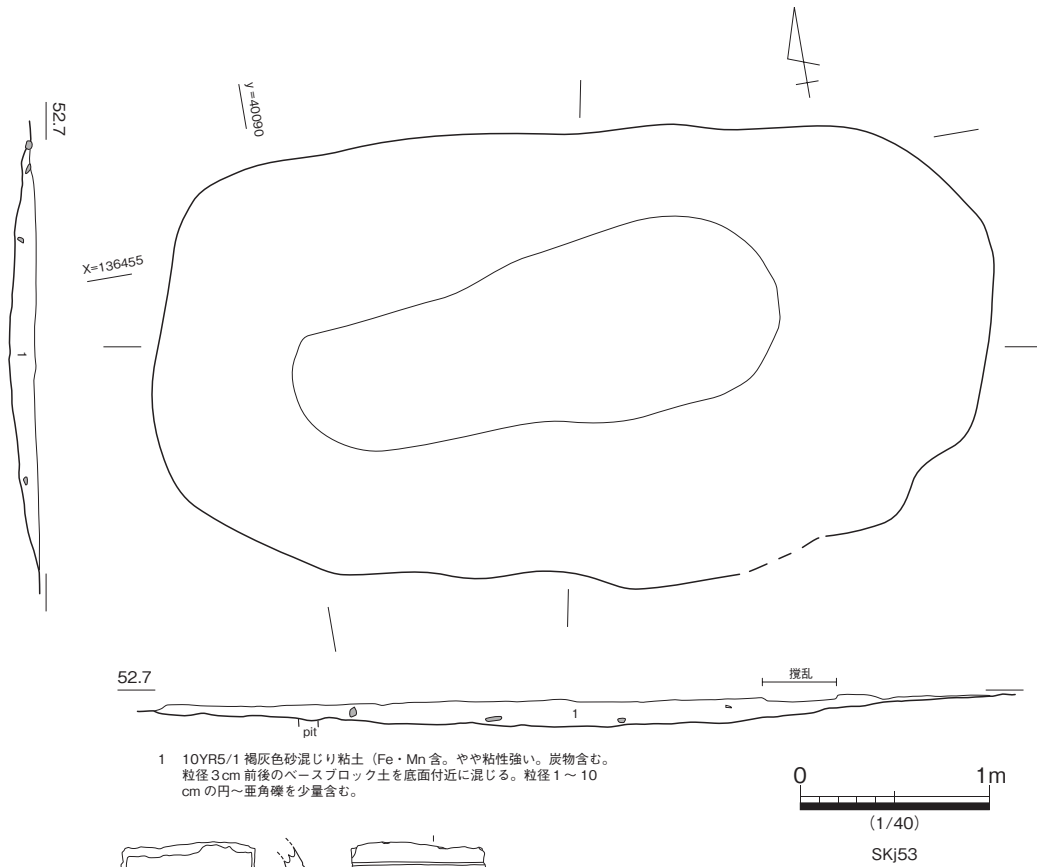 52.7
y =40090
X=136455
1
52.7
撹乱
1
pit
1 10YR5/1 褐灰色砂混じり粘土（Fe・Mn 含。やや粘性強い。炭物含む。
粒径３cm 前後のベースブロック土を底面付近に混じる。粒径１〜 10
cm の円〜亜角礫を少量含む。
0 1m
（1/40）
SKj53